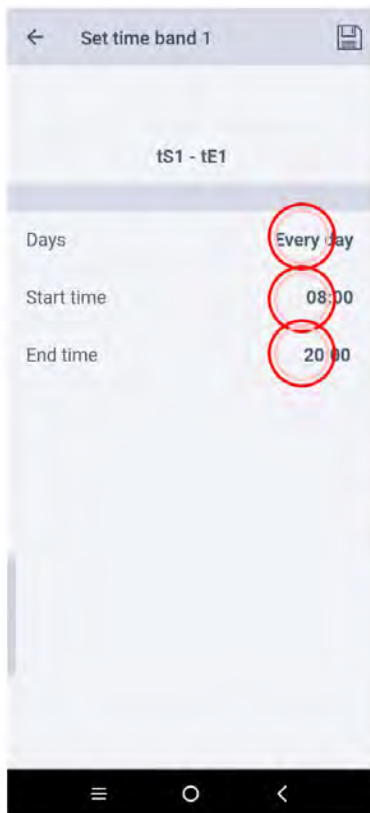 Set time band 1
tS1 - tE1
Days Every day
Start time 08:00
End time 20:00